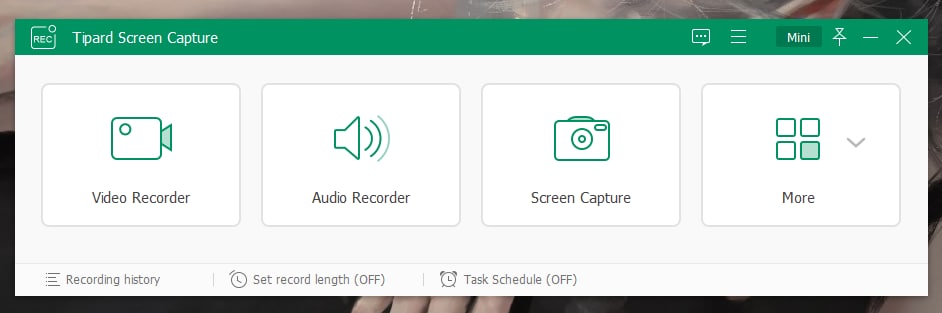 REC
Tipard Screen Capture
Mini
Video Recorder
Audio Recorder
Screen Capture
More
Recording history
Set record length (OFF)
Task Schedule (OFF)